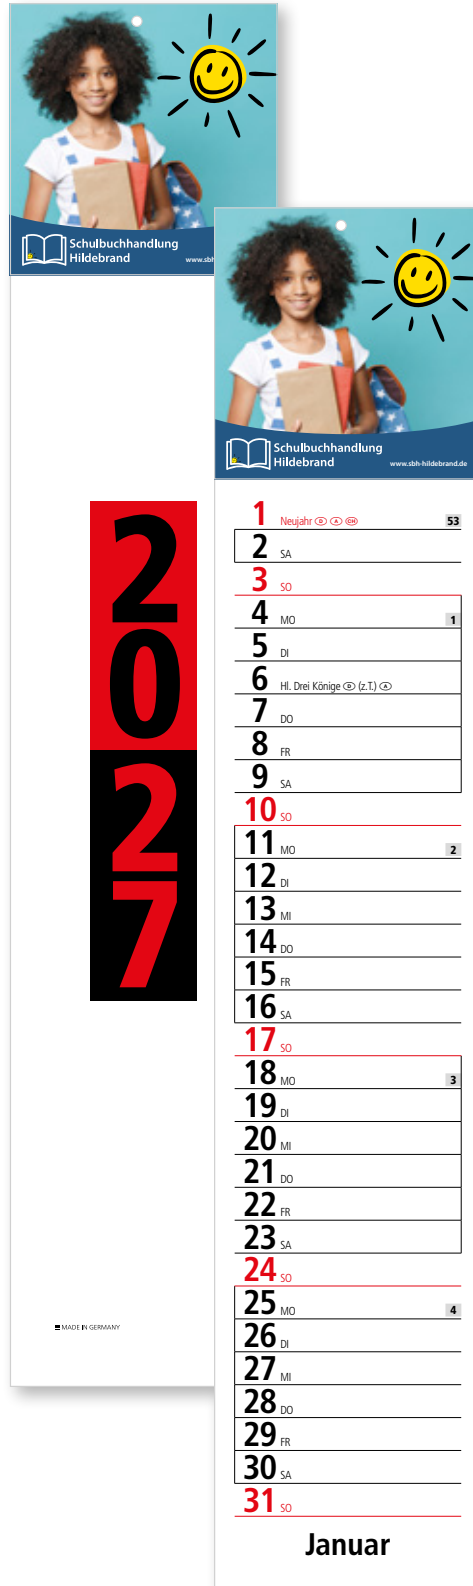 Schulbuchhandlung
Hildebrand
Schulbuchhandlung
Hildebrand
www.sbh-hildebrand.de
2
0
2
7
MADE IN GERMANY
1 Neujahr D A CH 53
2 SA
3 SO
4 MO 1
5 DI
6 Hl. Drei Könige D (z.T.) A
7 DO
8 FR
9 SA
10 SO
11 MO 2
12 DI
13 MI
14 DO
15 FR
16 SA
17 SO
18 MO 3
19 DI
20 MI
21 DO
22 FR
23 SA
24 SO
25 MO 4
26 DI
27 MI
28 DO
29 FR
30 SA
31 SO
Januar